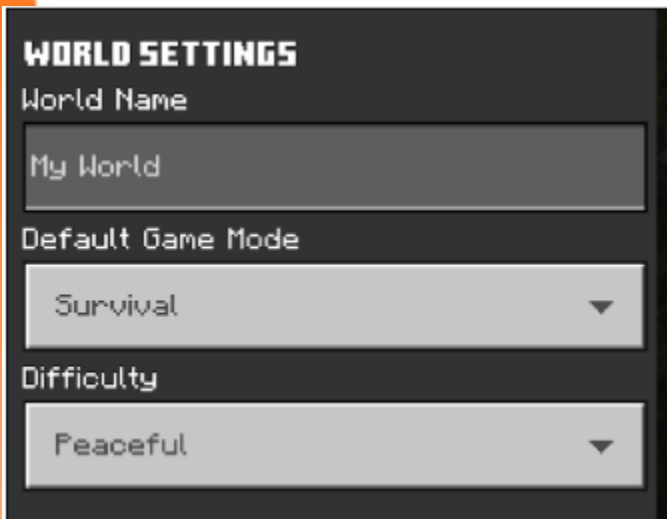 WORLD SETTINGS
World Name
My World
Default Game Mode
Survival
Difficulty
Peaceful